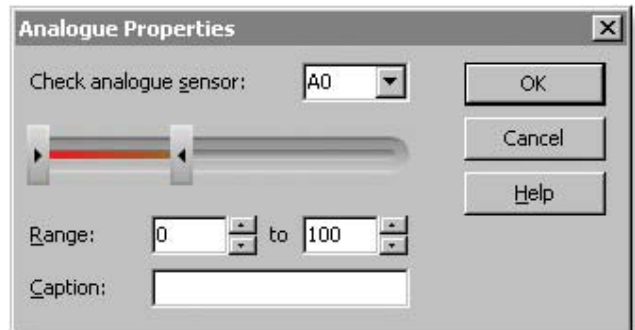 Analogue Properties
Check analogue sensor: A0
OK
Cancel
Help
Range: 0 to 100
Caption: